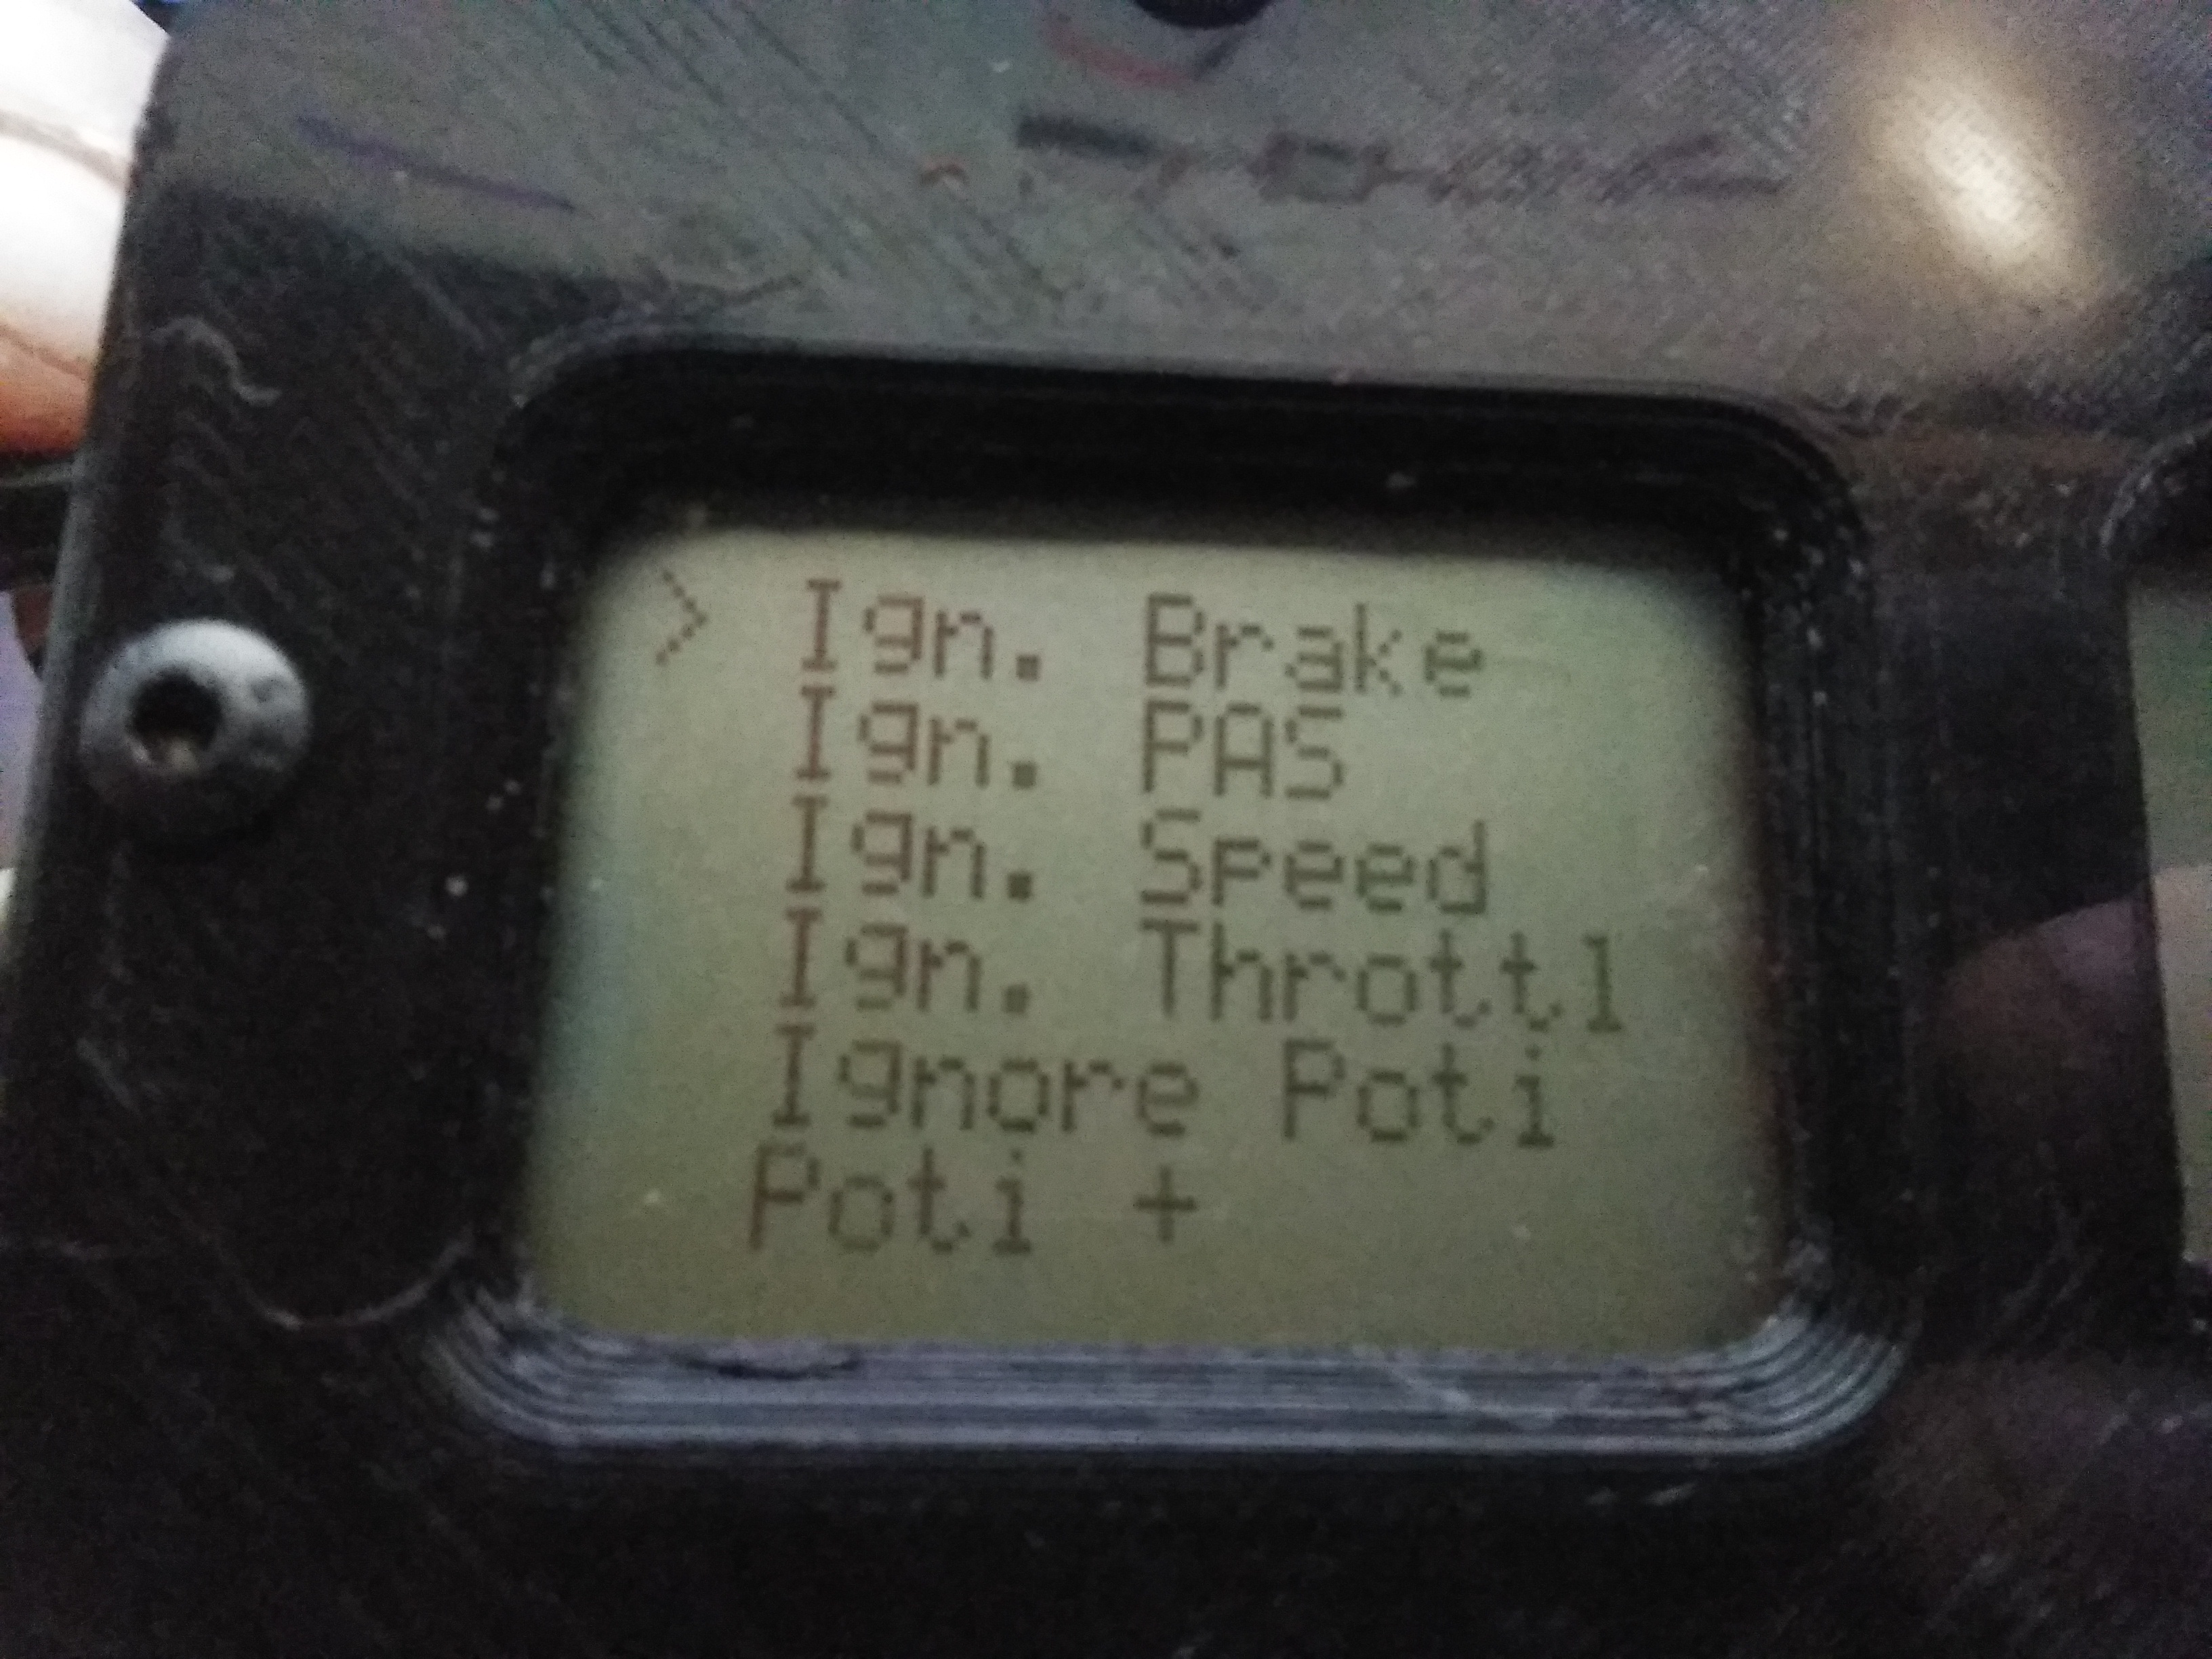 > Ign. Brake
Ign. PAS
Ign. Speed
Ign. Throttl
Ignore Poti
Poti +